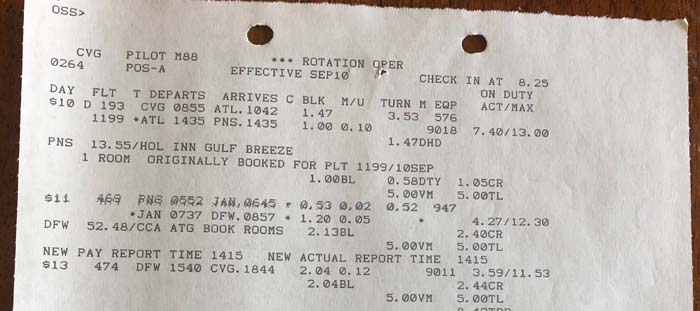 OSS>
CVG PILOT M88 *** ROTATION OPER
0264 POS-A EFFECTIVE SEP10 CHECK IN AT 8.25
ON DUTY
DAY FLT T DEPARTS ARRIVES C BLK M/U TURN M EQP ACT/MAX
$10 D 193 CVG 0855 ATL.1042 1.47 3.53 576
1199 *ATL 1435 PNS.1435 1.00 0.10 9018 7.40/13.00
1.47DHD
PNS 13.55/HOL INN GULF BREEZE
1 ROOM ORIGINALLY BOOKED FOR PLT 1199/10SEP
1.00BL 0.58DTY 1.05CR
5.00VM 5.00TL
$11 469 PNS 0552 JAN.0645 0.53 0.02 0.52 947
*JAN 0737 DFW.0857 * 1.20 0.05 * 4.27/12.30
DFW 52.48/CCA ATG BOOK ROOMS 2.13BL 2.40CR
5.00VM 5.00TL
NEW PAY REPORT TIME 1415 NEW ACTUAL REPORT TIME 1415
$13 474 DFW 1540 CVG.1844 2.04 0.12 9011 3.59/11.53
2.04BL 2.44CR
5.00VM 5.00TL